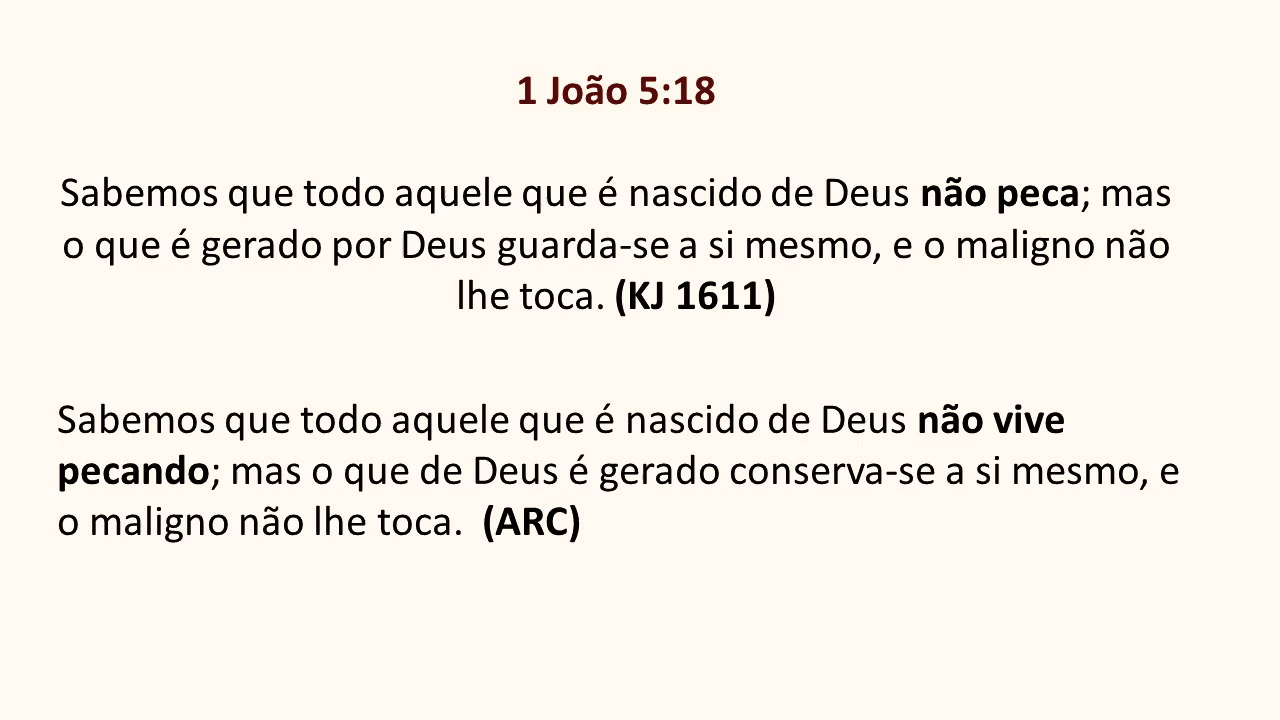 1 João 5:18
Sabemos que todo aquele que é nascido de Deus não peca; mas
o que é gerado por Deus guarda-se a si mesmo, e o maligno não
lhe toca. (KJ 1611)
Sabemos que todo aquele que é nascido de Deus não vive
pecando; mas o que de Deus é gerado conserva-se a si mesmo, e
o maligno não lhe toca. (ARC)